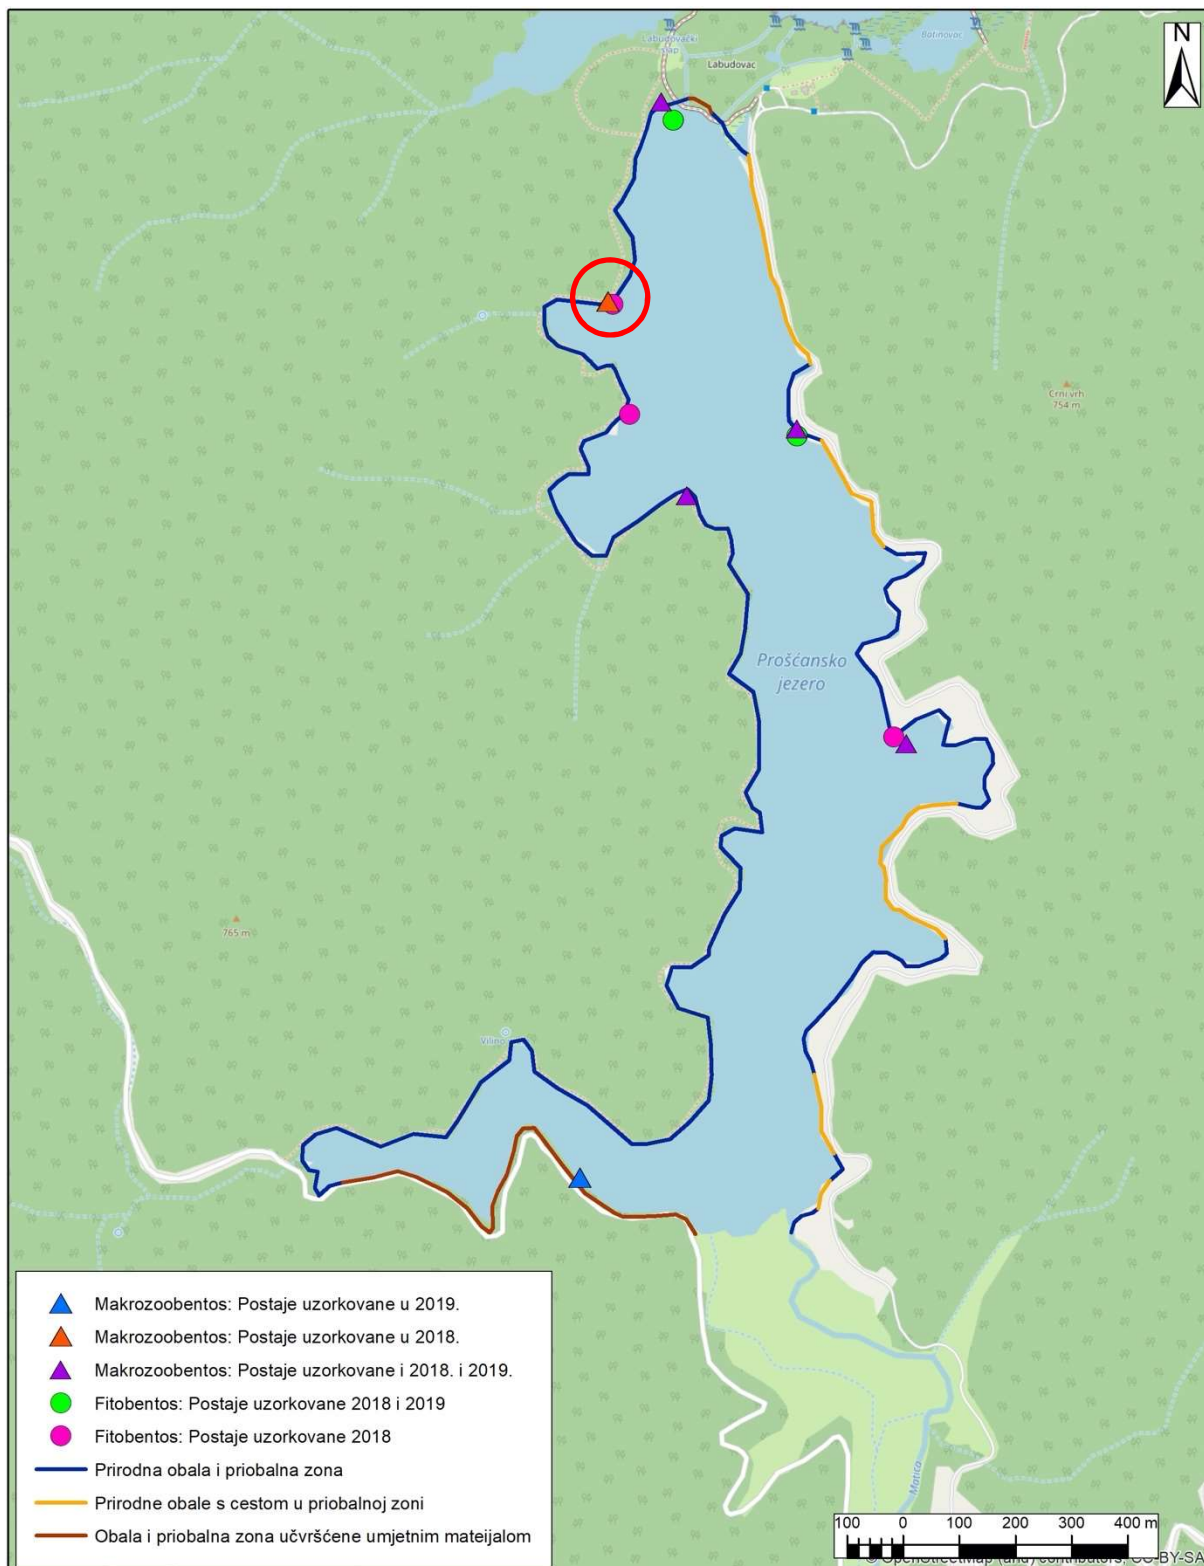 N
Labudovački
slap
Labudovac
Batinovac
Crni vrh
754 m
Prošćansko
jezero
765 m
Vilino
Matica
Makrozoobentos: Postaje uzorkovane u 2019.
Makrozoobentos: Postaje uzorkovane u 2018.
Makrozoobentos: Postaje uzorkovane i 2018. i 2019.
Fitobentos: Postaje uzorkovane 2018 i 2019
Fitobentos: Postaje uzorkovane 2018
Prirodna obala i priobalna zona
Prirodne obale s cestom u priobalnoj zoni
Obala i priobalna zona učvršćene umjetnim mateijalom
100 0 100 200 300 400 m
© OpenStreetMap (and) contributors, CC-BY-SA